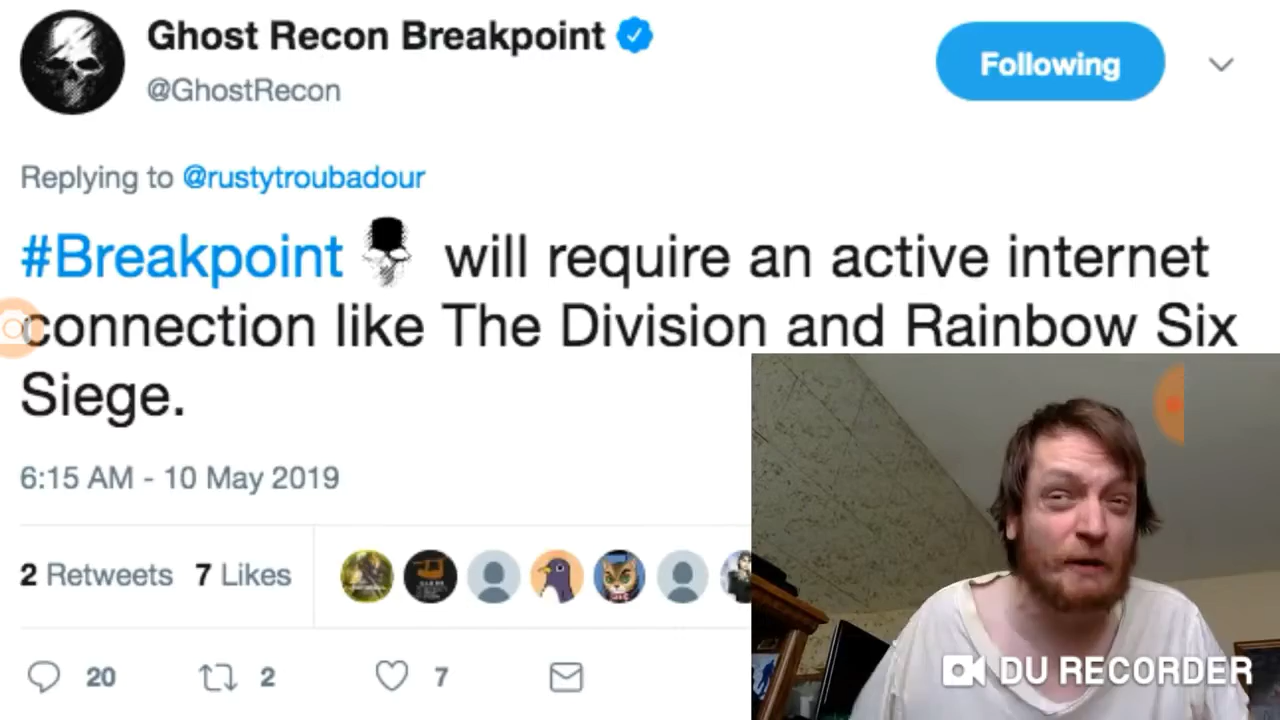 Ghost Recon Breakpoint
@GhostRecon
Following
Replying to @rustytroubadour
#Breakpoint will require an active internet
connection like The Division and Rainbow Six
Siege.
6:15 AM - 10 May 2019
2 Retweets 7 Likes
20 2 7
DU RECORDER